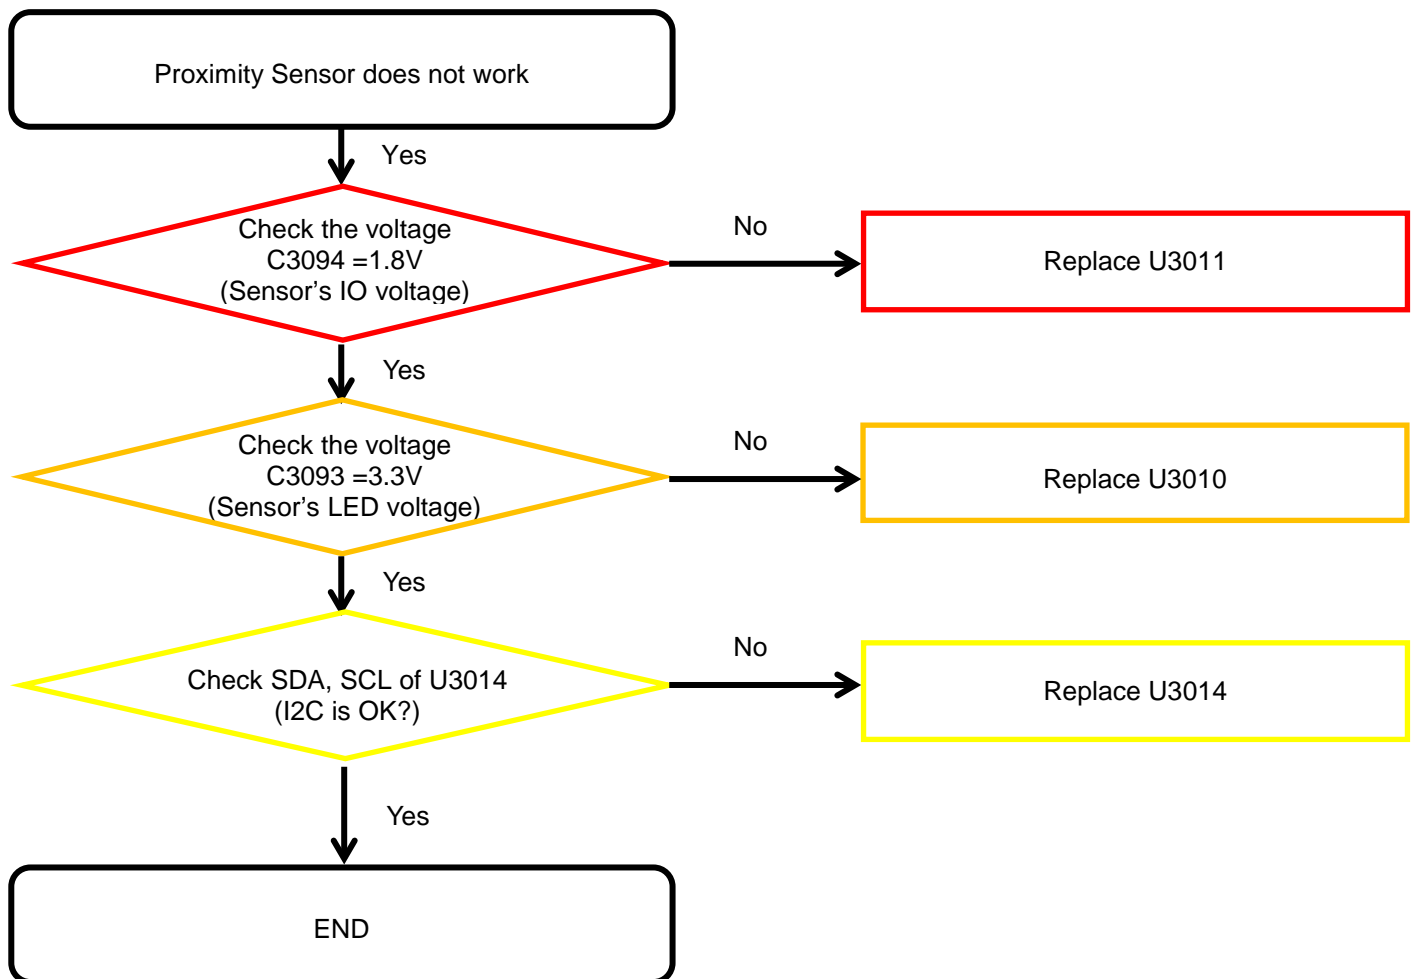 Proximity Sensor does not work
Yes
Check the voltage
C3094 =1.8V
(Sensor’s IO voltage)
No
Replace U3011
Yes
Check the voltage
C3093 =3.3V
(Sensor’s LED voltage)
No
Replace U3010
Yes
Check SDA, SCL of U3014
(I2C is OK?)
No
Replace U3014
Yes
END